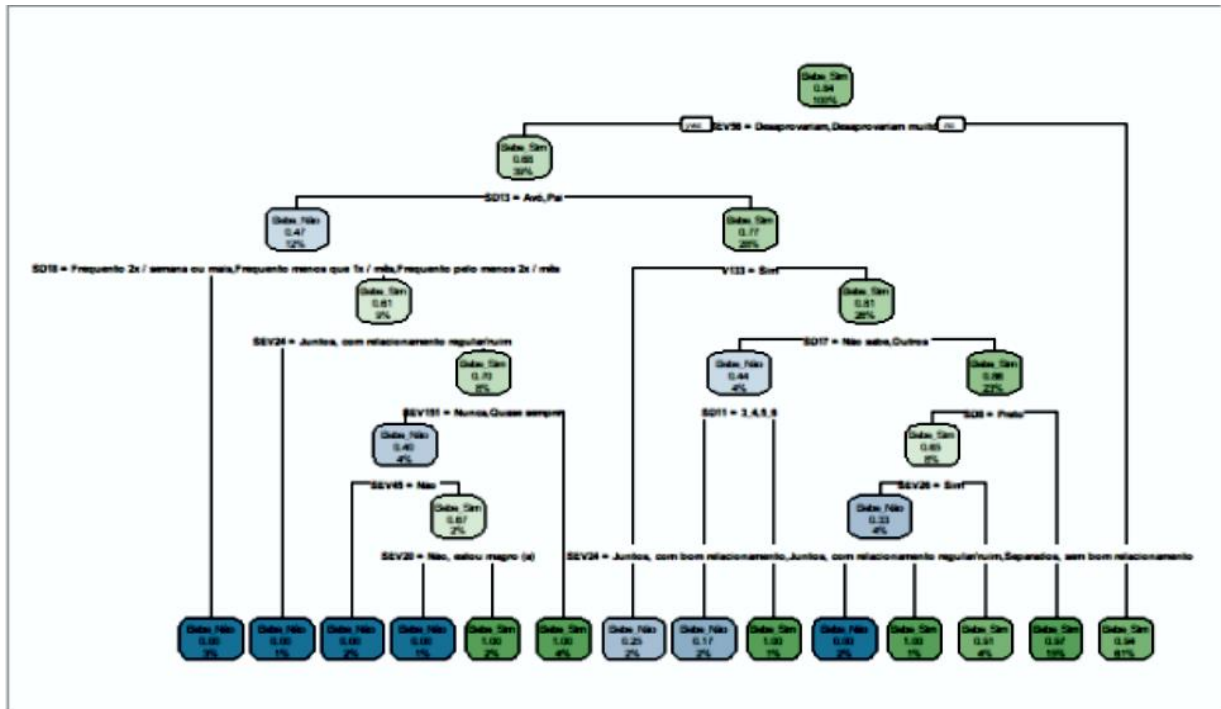 Bebe_Sim
0.84
100%
yes
SEV36 = Desaprovariam,Desaprovariam muito
no
Bebe_Sim
0.68
39%
SD13 = Avó,Pai
Bebe_Não
0.47
12%
Bebe_Sim
0.77
28%
SD18 = Frequento 2x / semana ou mais,Frequento menos que 1x / mês,Frequento pelo menos 2x / mês
V133 = Sim
Bebe_Sim
0.61
9%
Bebe_Sim
0.81
26%
SEV24 = Juntos, com relacionamento regular/ruim
SD17 = Não sabe,Outros
Bebe_Sim
0.70
8%
Bebe_Não
0.44
4%
Bebe_Sim
0.88
23%
SEV151 = Nunca,Quase sempre
SD11 = 3,4,5,6
= Preto
Bebe_Não
0.40
4%
Bebe_Sim
0.65
8%
SEV45 = Não
SEV26 = Sim
Bebe_Sim
0.67
2%
Bebe_Não
0.33
4%
SEV20 = Não, estou magro (a)
SEV24 = Juntos, com bom relacionamento,Juntos, com relacionamento regular/ruim,Separados, sem bom relacionamento
Bebe_Não
0.00
3%
Bebe_Não
0.00
1%
Bebe_Não
0.00
2%
Bebe_Não
0.00
1%
Bebe_Sim
1.00
2%
Bebe_Sim
1.00
4%
Bebe_Não
0.25
2%
Bebe_Não
0.17
2%
Bebe_Sim
1.00
1%
Bebe_Não
0.00
2%
Bebe_Sim
1.00
1%
Bebe_Sim
0.91
4%
Bebe_Sim
0.97
15%
Bebe_Sim
0.94
61%